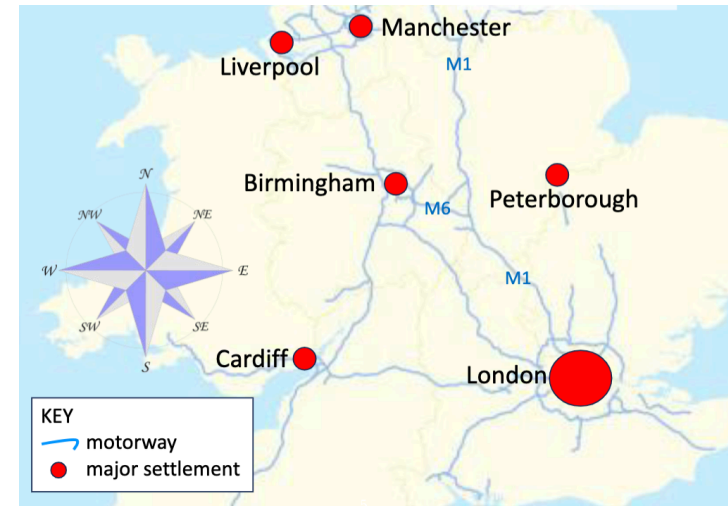 Manchester
Liverpool
M1
Birmingham
Peterborough
M6
N
NW
NE
W
E
SW
SE
S
M1
Cardiff
London
KEY
motorway
major settlement